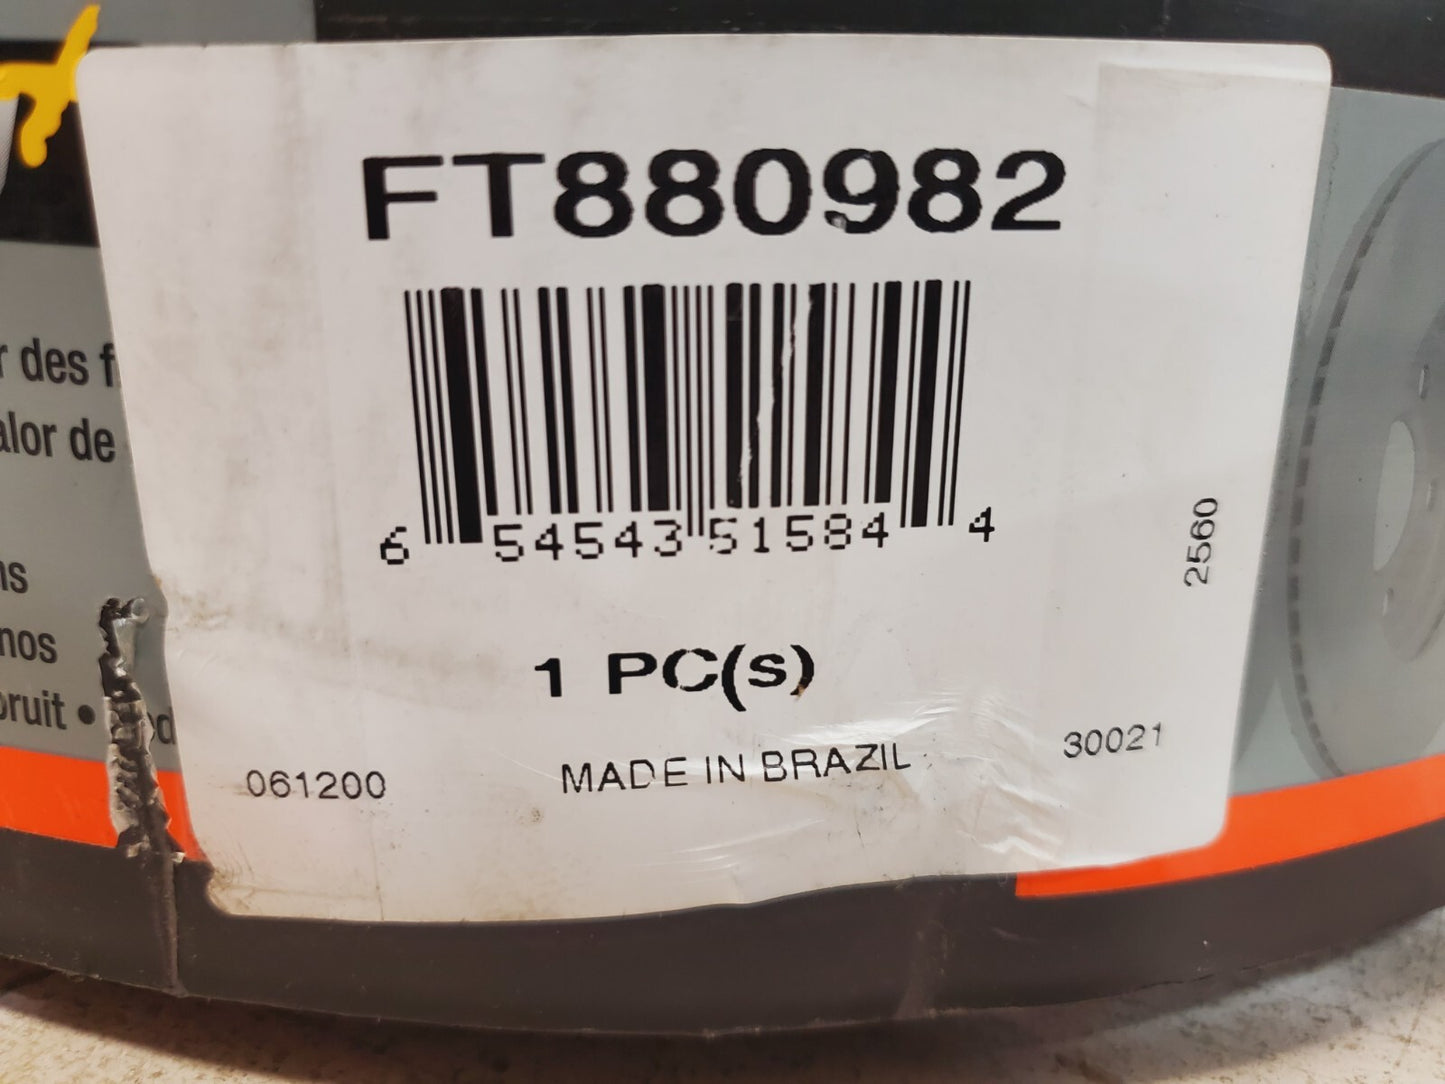 FT880982
6 54543 51584 4
2560
1 PC(s)
061200
MADE IN BRAZIL
30021
r des f
alor de
ns
nos
bruit •